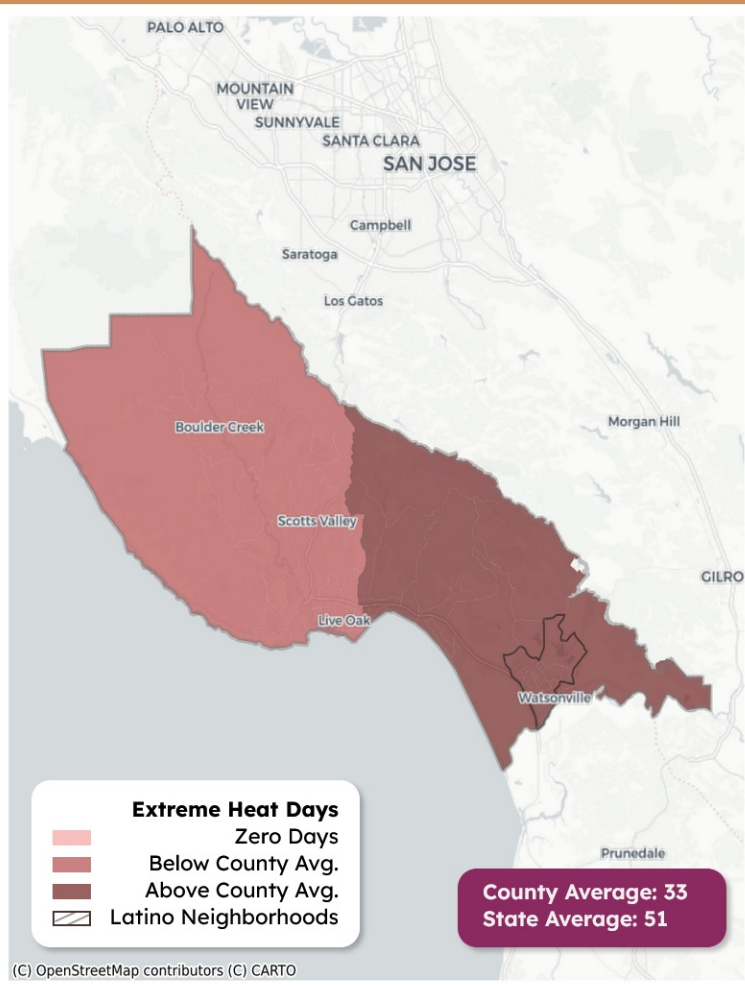 PALO ALTO
MOUNTAIN
VIEW
SUNNYVALE
SANTA CLARA
SAN JOSE
Campbell
Saratoga
Los Gatos
Morgan Hill
Boulder Creek
Scotts Valley
GILRO
Live Oak
Watsonville
Extreme Heat Days
Zero Days
Below County Avg.
Above County Avg.
Latino Neighborhoods
Prunedale
County Average: 33
State Average: 51
(C) OpenStreetMap contributors (C) CARTO